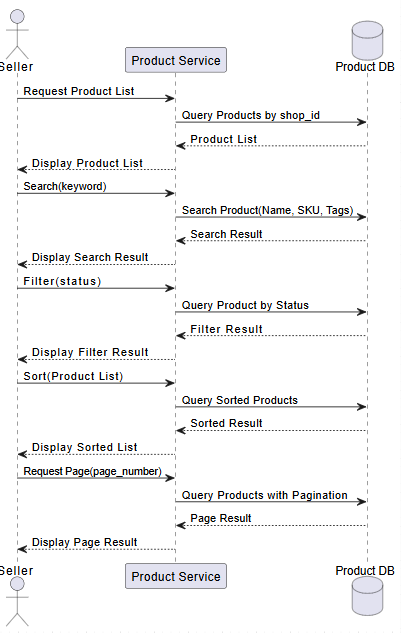 Seller
Product Service
Product DB
Request Product List
Query Products by shop_id
Product List
Display Product List
Search(keyword)
Search Product(Name, SKU, Tags)
Search Result
Display Search Result
Filter(status)
Query Product by Status
Filter Result
Display Filter Result
Sort(Product List)
Query Sorted Products
Sorted Result
Display Sorted List
Request Page(page_number)
Query Products with Pagination
Page Result
Display Page Result
Seller
Product Service
Product DB